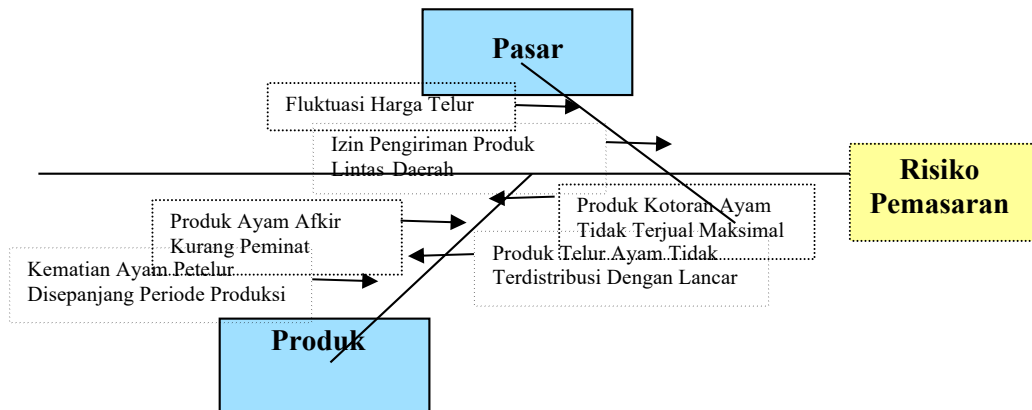 Pasar
Fluktuasi Harga Telur
Izin Pengiriman Produk
Lintas Daerah
Risiko
Pemasaran
Produk Ayam Afkir
Kurang Peminat
Produk Kotoran Ayam
Tidak Terjual Maksimal
Kematian Ayam Petelur
Disepanjang Periode Produksi
Produk Telur Ayam Tidak
Terdistribusi Dengan Lancar
Produk